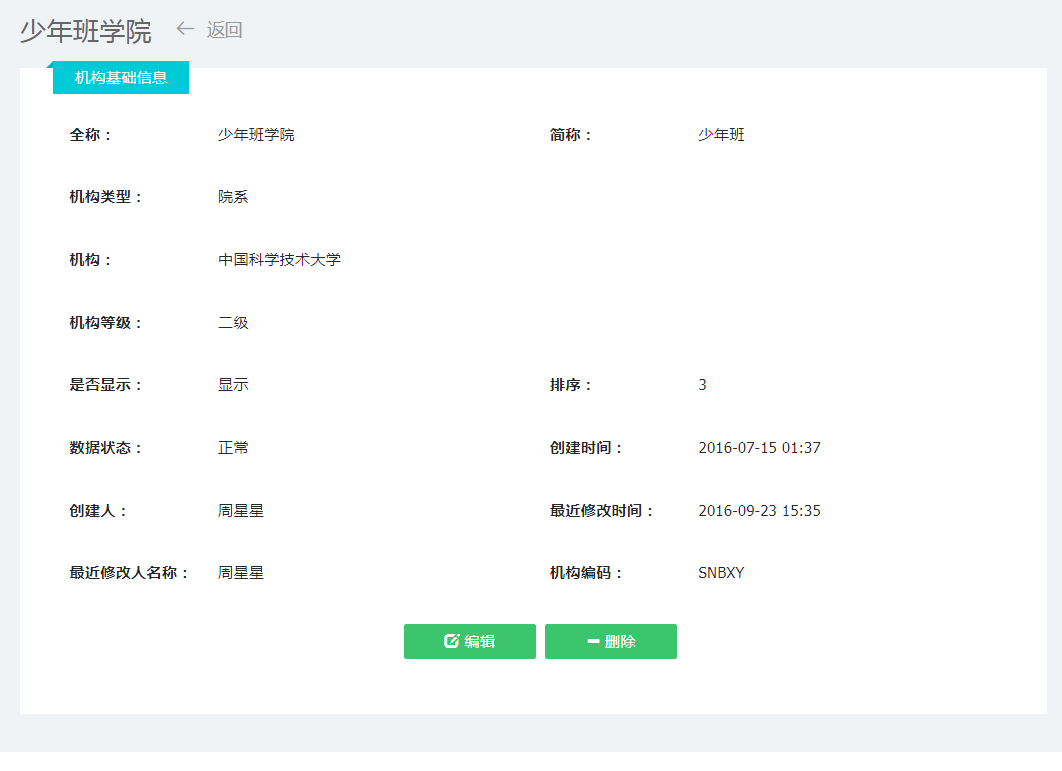 少年班学院 ← 返回
机构基础信息
全称： 少年班学院 简称： 少年班
机构类型： 院系
机构： 中国科学技术大学
机构等级： 二级
是否显示： 显示 排序： 3
数据状态： 正常 创建时间： 2016-07-15 01:37
创建人： 周星星 最近修改时间： 2016-09-23 15:35
最近修改人名称： 周星星 机构编码： SNBXY
编辑 删除